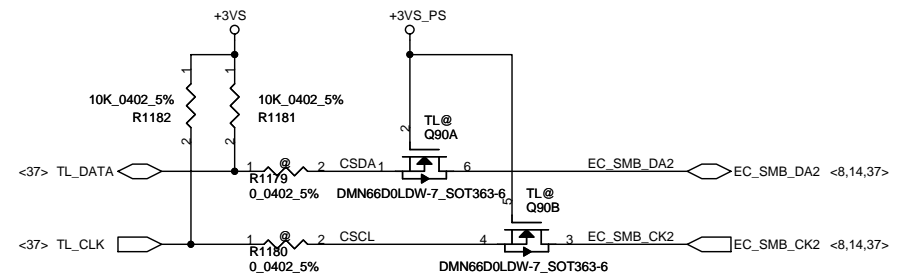 +3VS
+3VS_PS
1
1
10K_0402_5%
R1182
10K_0402_5%
R1181
2
2
2
TL@
Q90A
<37> TL_DATA
1
@
2
CSDA
1
6
EC_SMB_DA2
EC_SMB_DA2 <8,14,37>
R1179
0_0402_5%
DMN66D0LDW-7_SOT363-6
5
TL@
Q90B
<37> TL_CLK
1
@
2
CSCL
4
3
EC_SMB_CK2
EC_SMB_CK2 <8,14,37>
R1180
0_0402_5%
DMN66D0LDW-7_SOT363-6